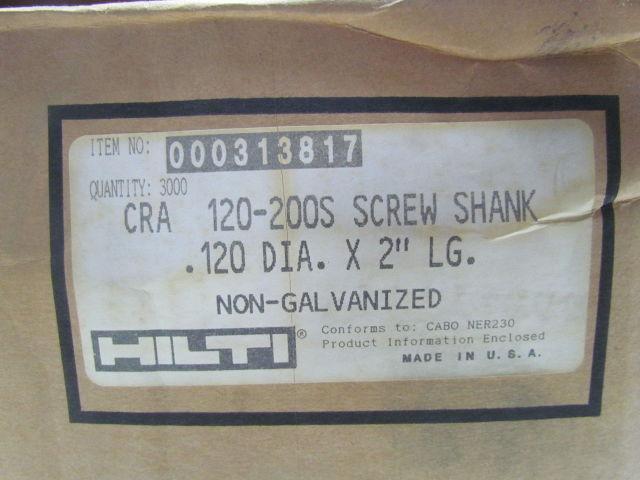 ITEM NO: 000313817
QUANTITY: 3000
CRA 120-200S SCREW SHANK
.120 DIA. X 2" LG.
NON-GALVANIZED
HILTI®
Conforms to: CABO NER230
Product Information Enclosed
MADE IN U.S.A.